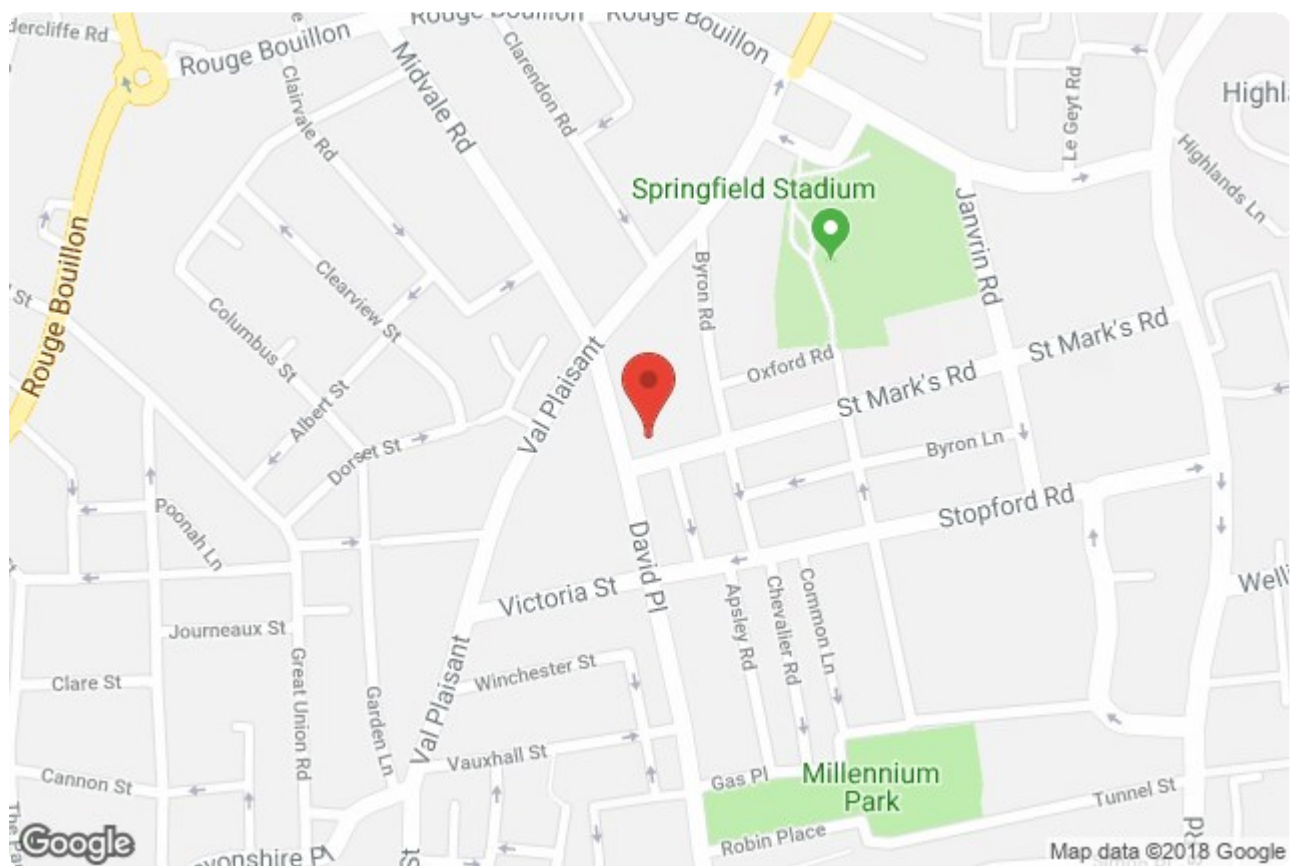 dercliffe Rd
Rouge Bouillon
Rouge Bouillon
Rouge Bouillon
Midvale Rd
Clairvale Rd
Clarendon Rd
Le Geyt Rd
Highlands Ln
Springfield Stadium
Janvrin Rd
Byron Rd
Oxford Rd
St Mark's Rd
St Mark's Rd
Clearview St
Columbus St
Albert St
Dorset St
Val Plaisant
Byron Ln
Stopford Rd
David Pl
Victoria St
Poonah Ln
Journeaux St
Clare St
Great Union Rd
Garden Ln
Val Plaisant
Winchester St
Vauxhall St
Apsley Rd
Chevalier Rd
Common Ln
Cannon St
Gas Pl
Millennium
Park
Robin Place
Tunnel St
Google
Map data ©2018 Google